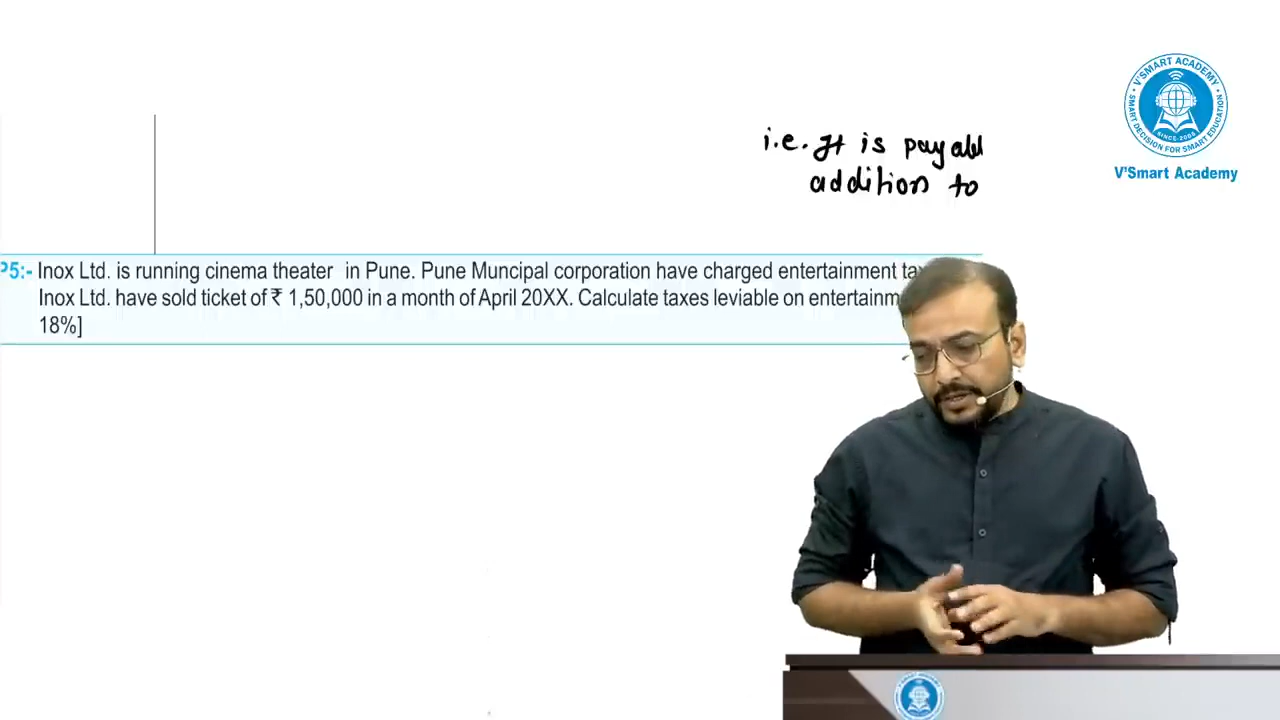 V'SMART ACADEMY
SMART DECISION FOR SMART EDUCATION
SINCE-2006
V'Smart Academy
i.e. It is payabl
addition to
P5:- Inox Ltd. is running cinema theater in Pune. Pune Muncipal corporation have charged entertainment ta
Inox Ltd. have sold ticket of ₹ 1,50,000 in a month of April 20XX. Calculate taxes leviable on entertainm
18%]